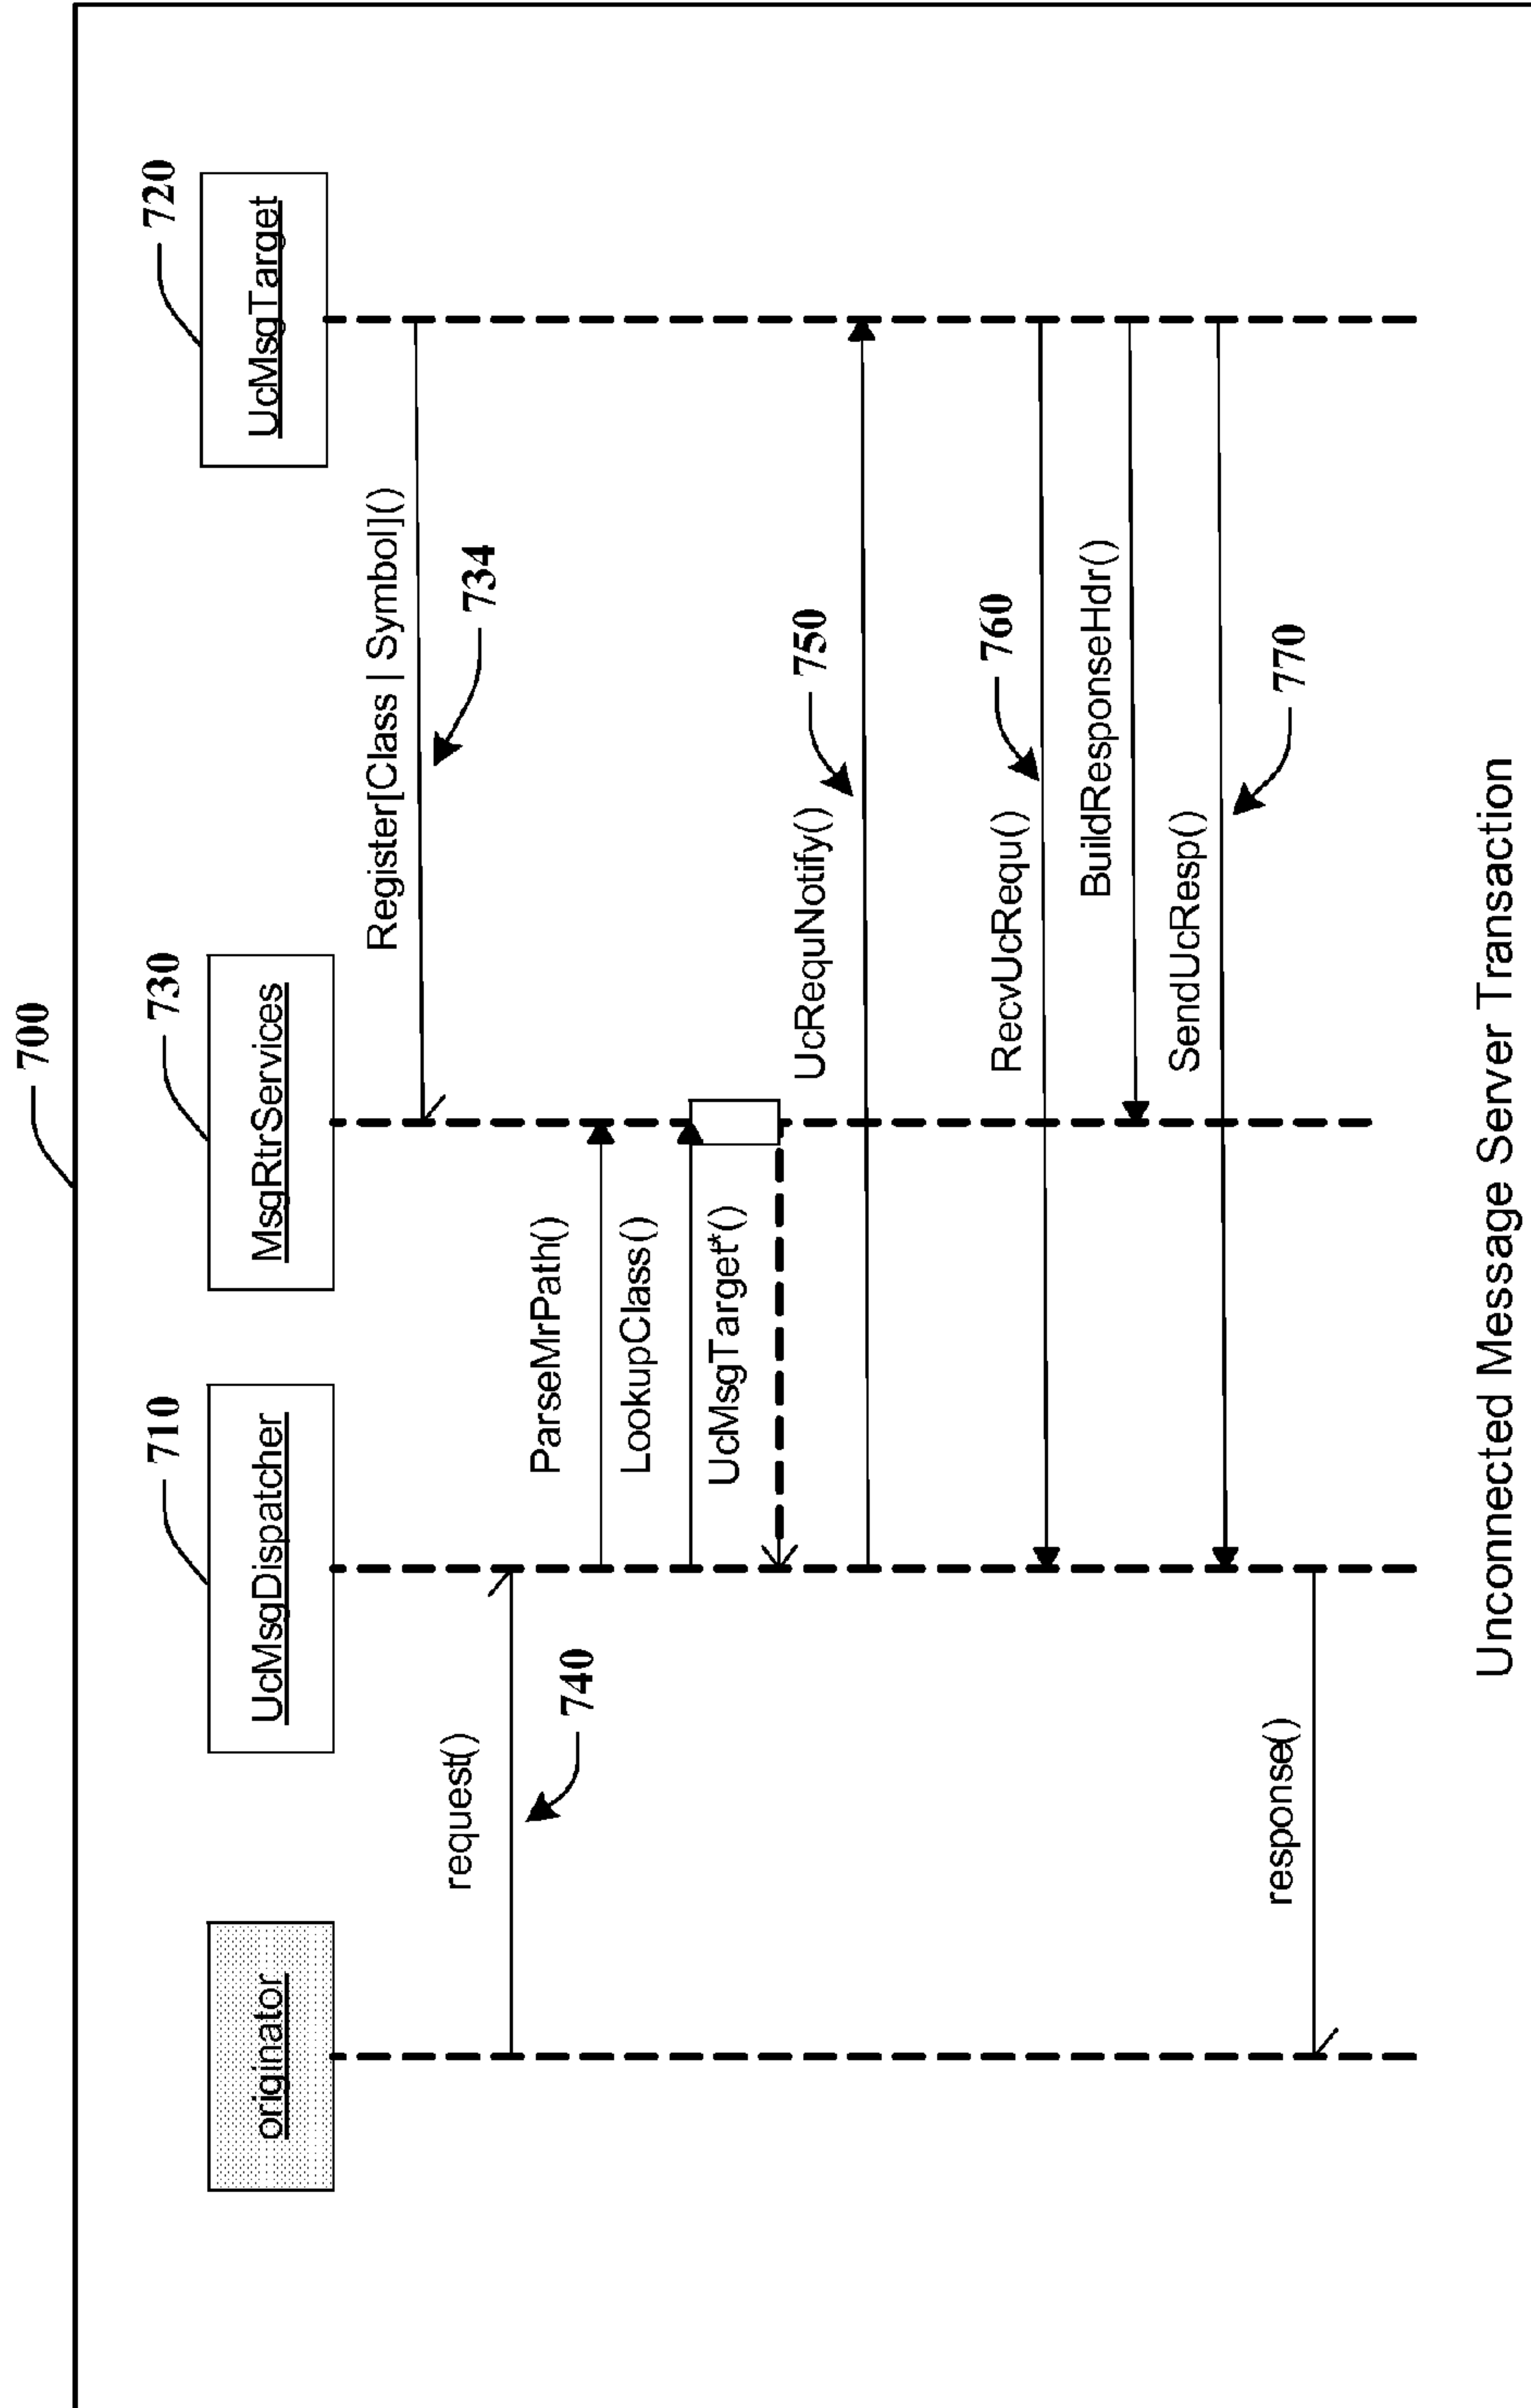 700
originator
710
UcMsgDispatcher
730
MsgRtrServices
720
UcMsgTarget
Register[Class | Symbol]()
734
request()
740
ParseMrPath()
LookupClass()
UcMsgTarget*()
UcRequNotify()
750
RecvUcRequ()
760
BuildResponseHdr()
SendUcResp()
770
response()
Unconnected Message Server Transaction